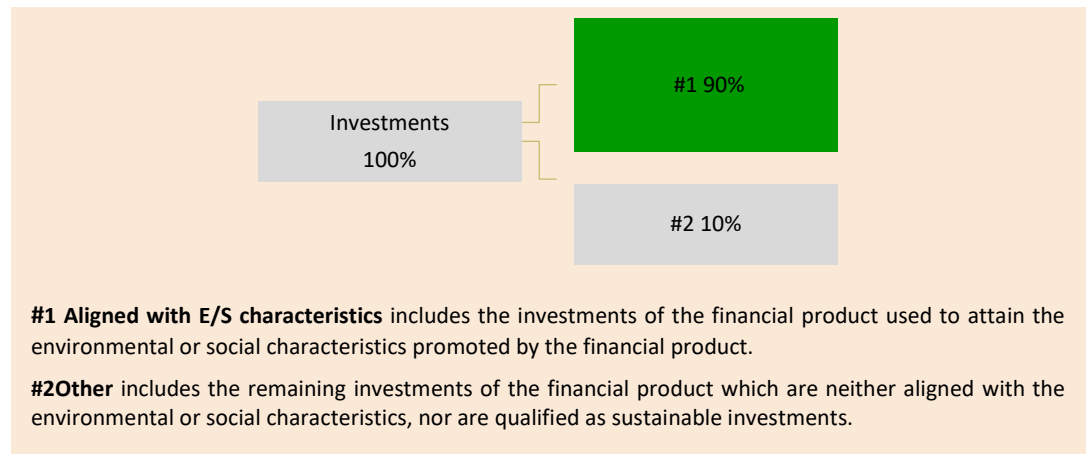 #1 90%
Investments
100%
#2 10%
#1 Aligned with E/S characteristics includes the investments of the financial product used to attain the
environmental or social characteristics promoted by the financial product.
#2Other includes the remaining investments of the financial product which are neither aligned with the
environmental or social characteristics, nor are qualified as sustainable investments.